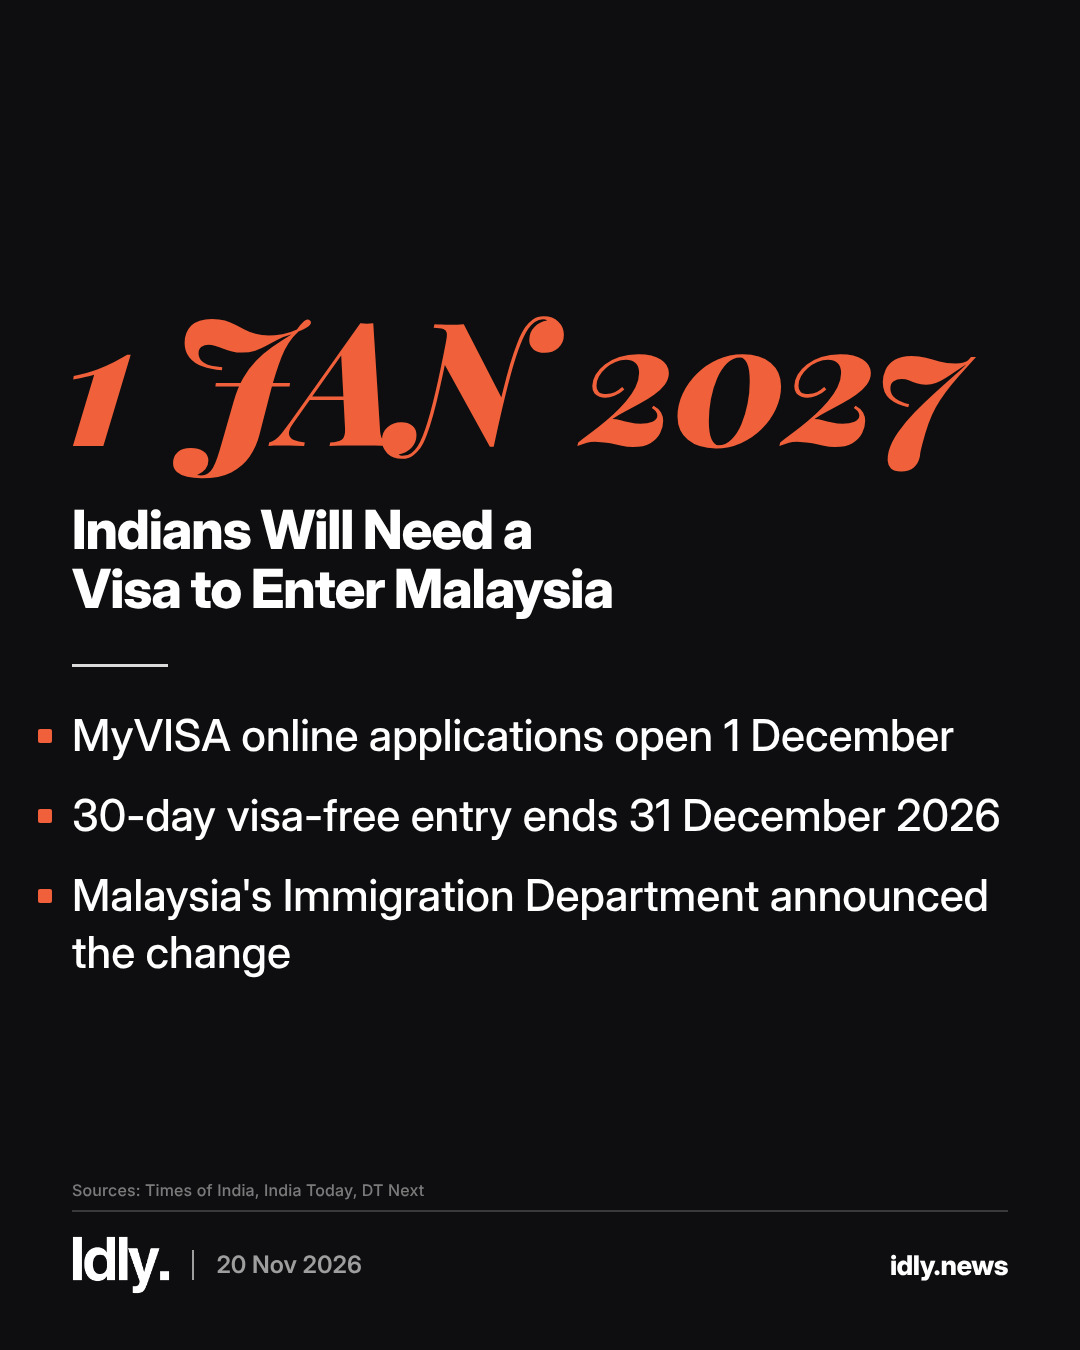 1 JAN 2027
Indians Will Need a
Visa to Enter Malaysia
MyVISA online applications open 1 December
30-day visa-free entry ends 31 December 2026
Malaysia's Immigration Department announced
the change
Sources: Times of India, India Today, DT Next
Idly. | 20 Nov 2026
idly.news